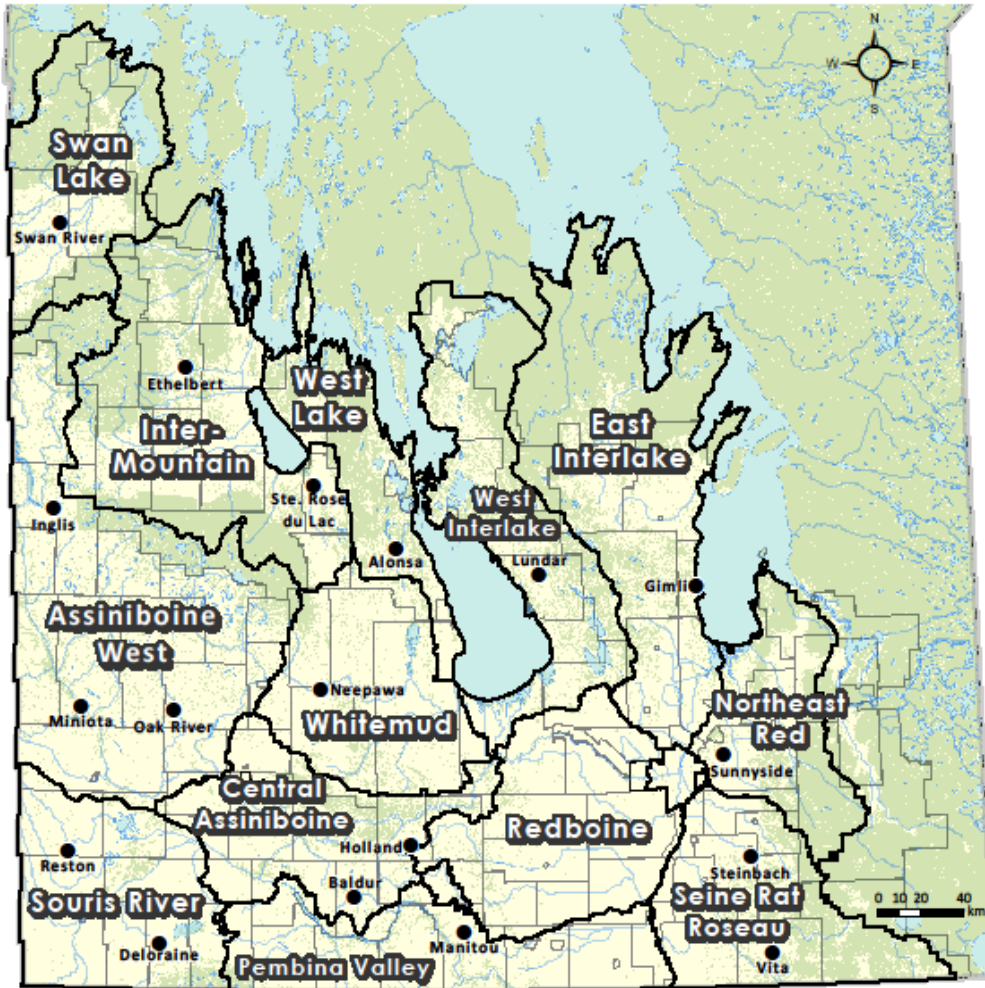 N
W E
S
Swan
Lake
Swan River
Ethelbert
West
Lake
Inter-
Mountain
East
Interlake
Ste. Rose
du Lac
West
Interlake
Inglis
Alonsa
Lundar
Gimli
Assiniboine
West
Neepawa
Miniota
Oak River
Whitemud
Northeast
Red
Sunnyside
Central
Assiniboine
Redboine
Holland
Reston
Baldur
Steinbach
Souris River
Seine Rat
Roseau
0 10 20 40
km
Deloraine
Manitou
Pembina Valley
Vita